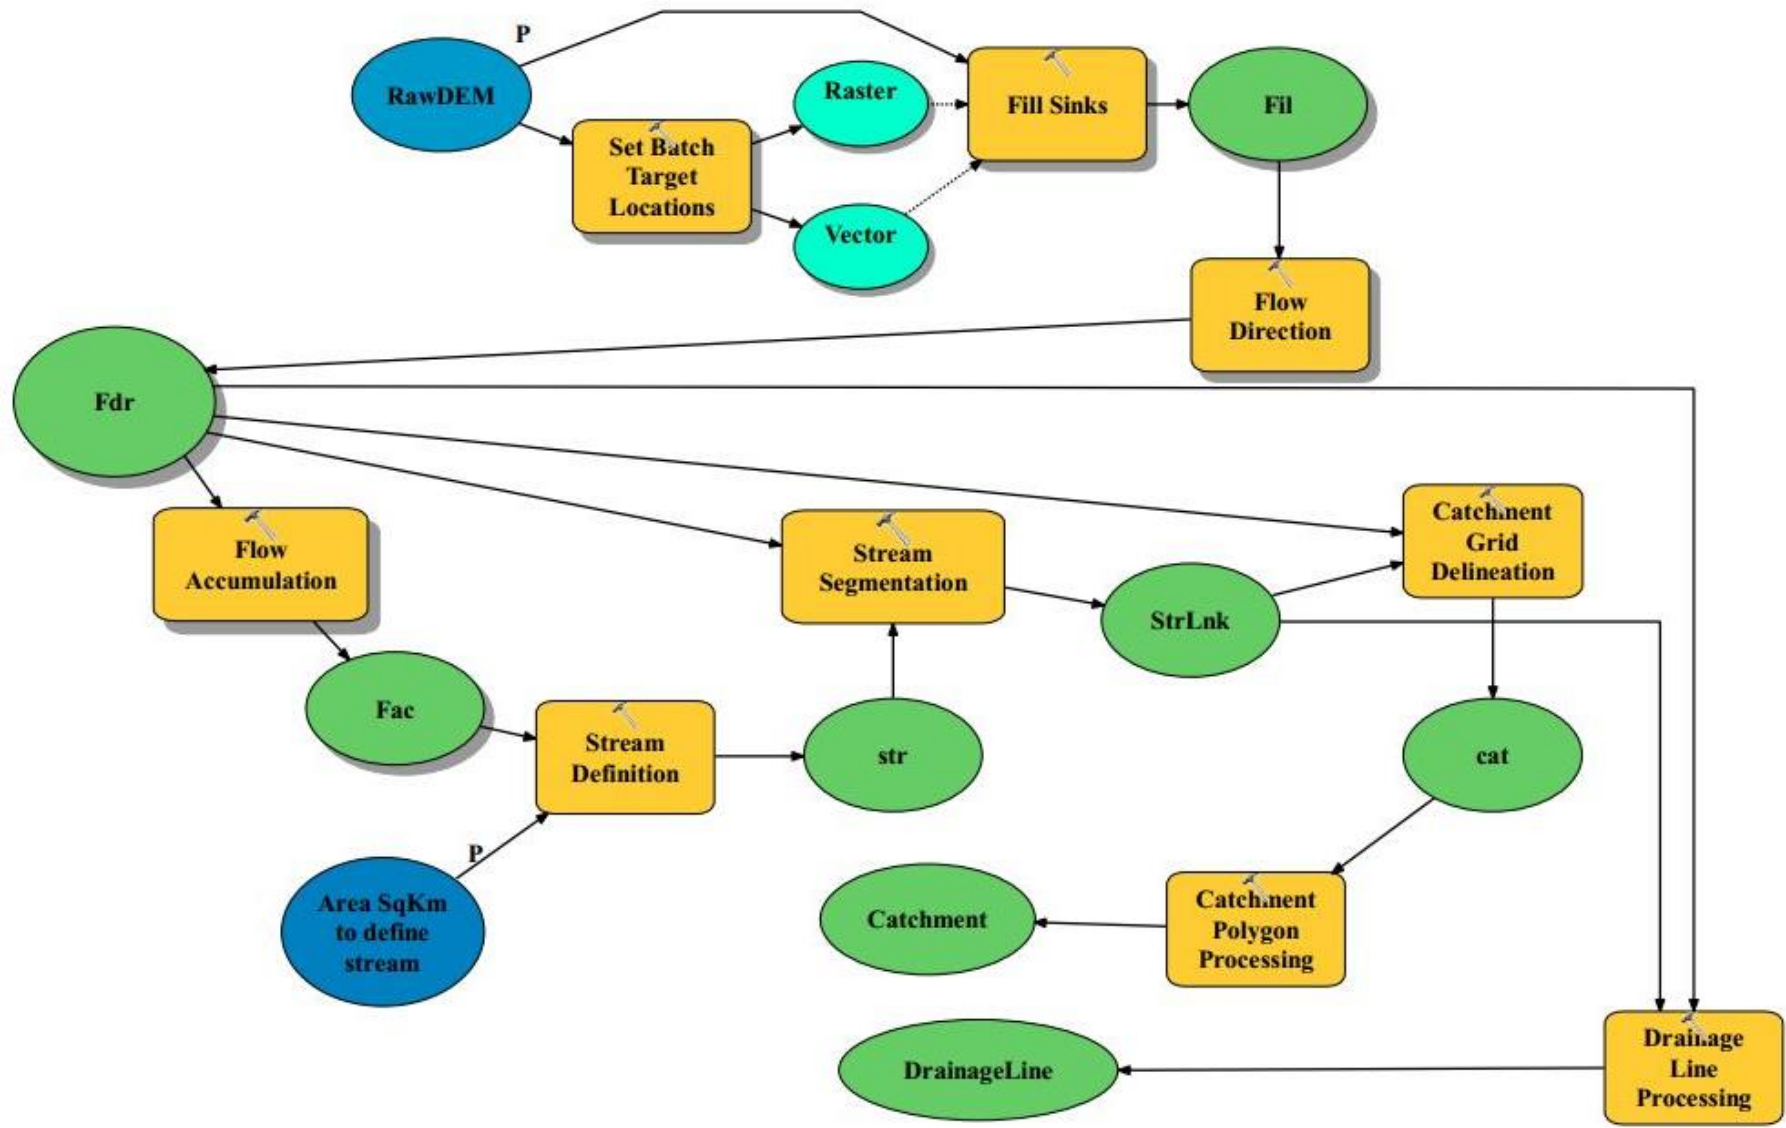 P
RawDEM
Raster
Fill Sinks
Fil
Set Batch
Target
Locations
Vector
Flow
Direction
Fdr
Flow
Accumulation
Stream
Segmentation
StrLnk
Catchment
Grid
Delineation
Fac
Stream
Definition
str
cat
P
Area SqKm
to define
stream
Catchment
Catchment
Polygon
Processing
DrainageLine
Drainage
Line
Processing